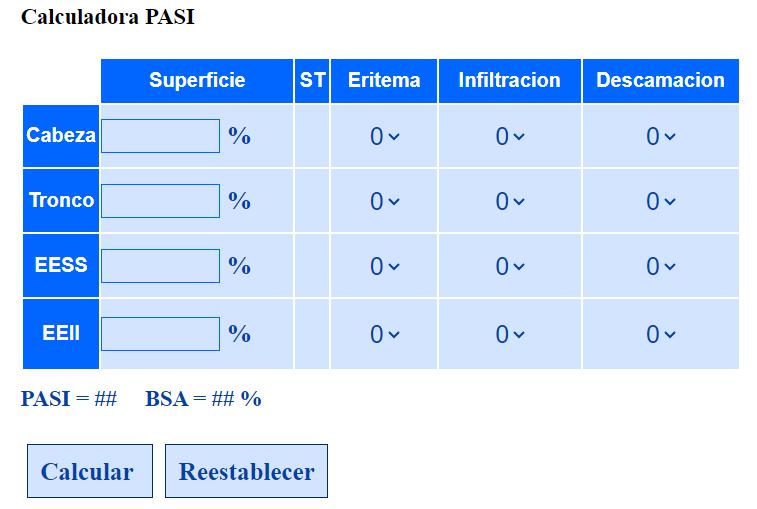 Calculadora PASI
Superficie ST Eritema Infiltracion Descamacion
Cabeza % 0 0 0
Tronco % 0 0 0
EESS % 0 0 0
EEII % 0 0 0
PASI = ## BSA = ## %
Calcular Reestablecer